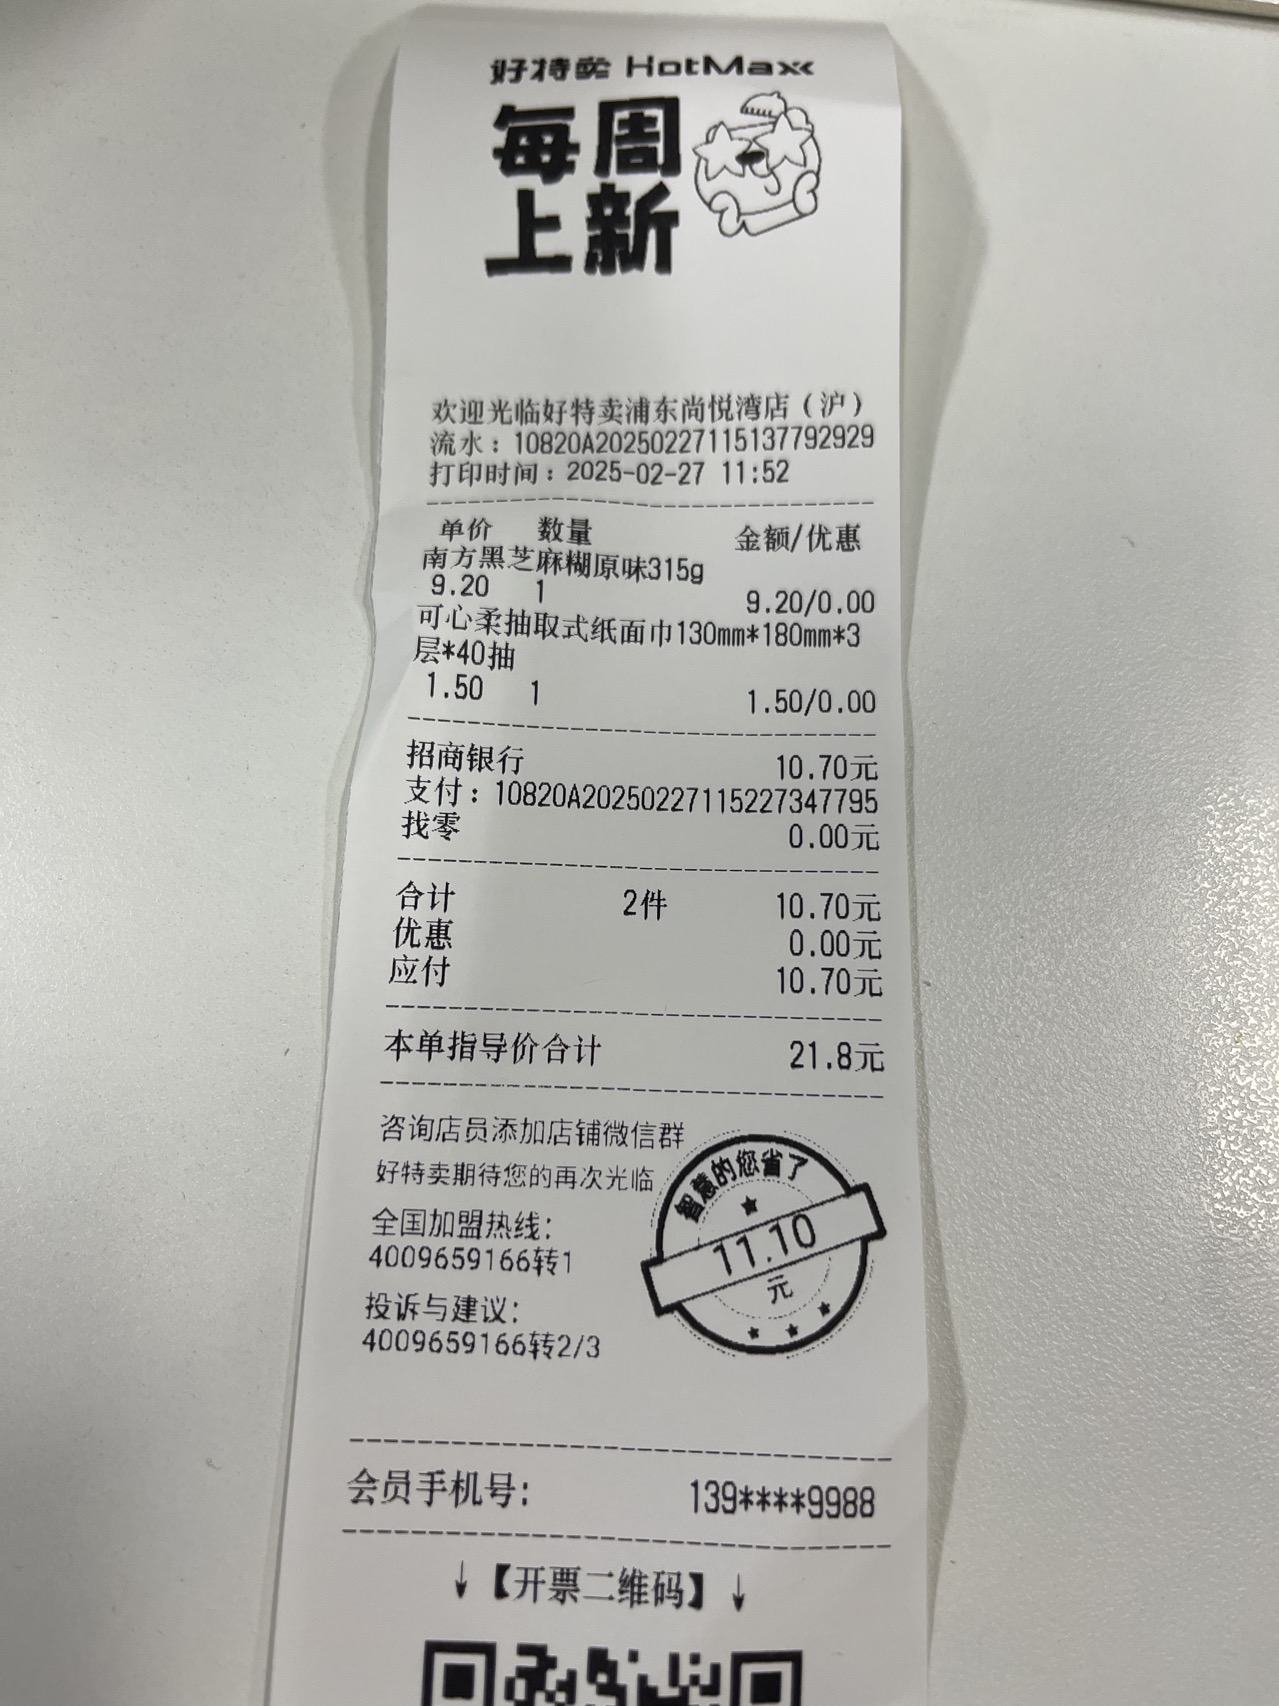 好特卖 HotMaxx
每周
上新
欢迎光临好特卖浦东尚悦湾店（沪）
流水：10820A20250227115137792929
打印时间：2025-02-27 11:52
单价 数量 金额/优惠
南方黑芝麻糊原味315g
9.20 1 9.20/0.00
可心柔抽取式纸面巾130mm*180mm*3
层*40抽
1.50 1 1.50/0.00
招商银行 10.70元
支付：10820A20250227115227347795
找零 0.00元
合计 2件 10.70元
优惠 0.00元
应付 10.70元
本单指导价合计 21.8元
咨询店员添加店铺微信群
好特卖期待您的再次光临
全国加盟热线：
4009659166转1
投诉与建议：
4009659166转2/3
智慧的您省了
11.10
元
会员手机号： 139****9988
↓【开票二维码】↓